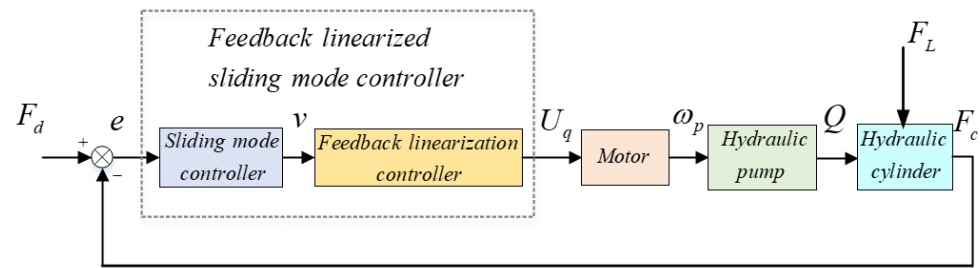 Feedback linearized
sliding mode controller
F_L
F_d
+
−
e
Sliding mode
controller
v
Feedback linearization
controller
U_q
Motor
ω_p
Hydraulic
pump
Q
Hydraulic
cylinder
F_c